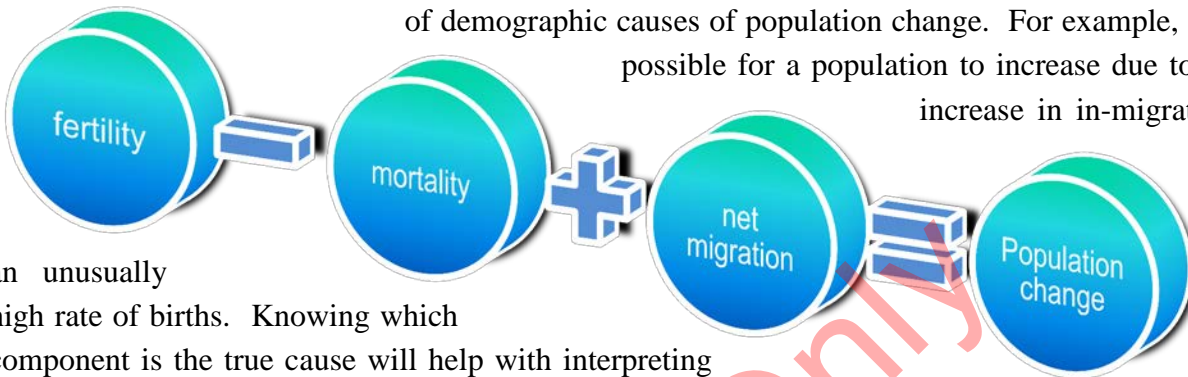 of demographic causes of population change. For example,
possible for a population to increase due to
increase in in-migrat
fertility
mortality
net
migration
Population
change
an unusually
high rate of births. Knowing which
component is the true cause will help with interpreting
only